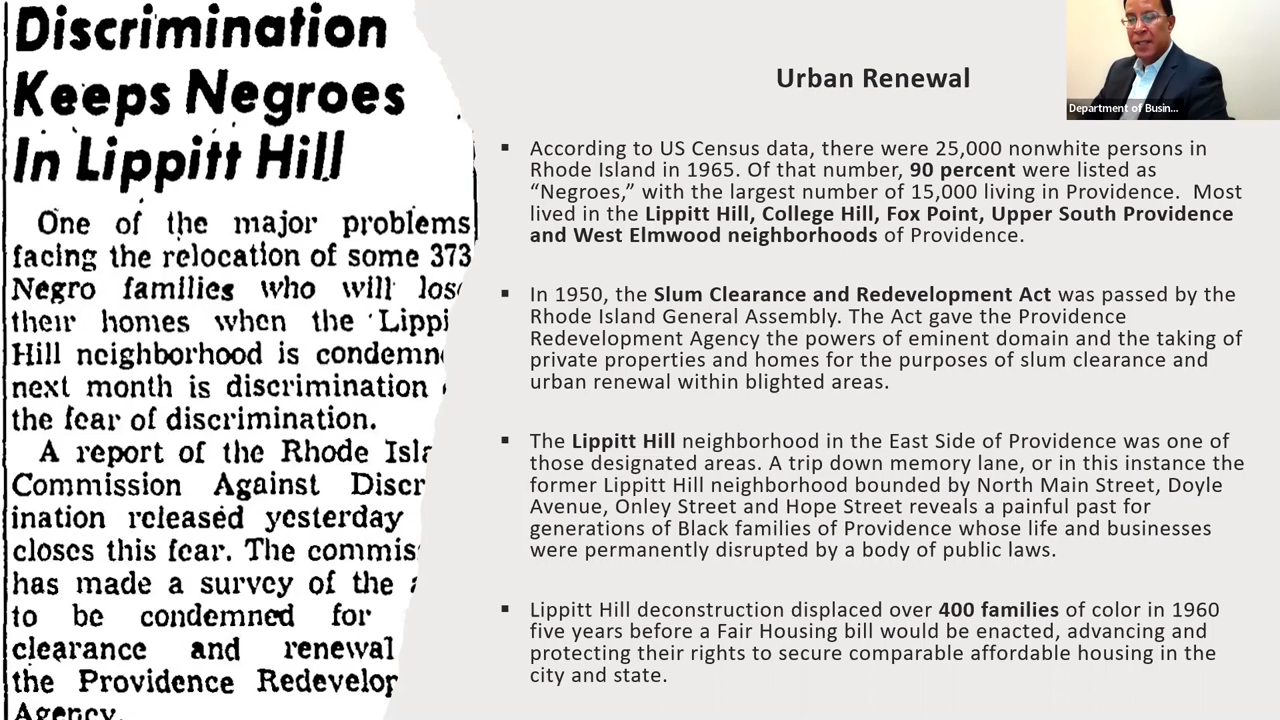 Discrimination
Keeps Negroes
In Lippitt Hill
One of the major problems
facing the relocation of some 373
Negro families who will
their homes when the
Hill neighborhood is
next month is discrimination
the fear of discrimination.
A report of the Rhode
Commission Against
ination released yesterday
closes this fear. The
has made a survey of the
to be condemned for
clearance and renewal
the Providence
Agency.
Urban Renewal
Department of Busin...
▪ According to US Census data, there were 25,000 nonwhite persons in
Rhode Island in 1965. Of that number, 90 percent were listed as
“Negroes,” with the largest number of 15,000 living in Providence. Most
lived in the Lippitt Hill, College Hill, Fox Point, Upper South Providence
and West Elmwood neighborhoods of Providence.
▪ In 1950, the Slum Clearance and Redevelopment Act was passed by the
Rhode Island General Assembly. The Act gave the Providence
Redevelopment Agency the powers of eminent domain and the taking of
private properties and homes for the purposes of slum clearance and
urban renewal within blighted areas.
▪ The Lippitt Hill neighborhood in the East Side of Providence was one of
those designated areas. A trip down memory lane, or in this instance the
former Lippitt Hill neighborhood bounded by North Main Street, Doyle
Avenue, Onley Street and Hope Street reveals a painful past for
generations of Black families of Providence whose life and businesses
were permanently disrupted by a body of public laws.
▪ Lippitt Hill deconstruction displaced over 400 families of color in 1960
five years before a Fair Housing bill would be enacted, advancing and
protecting their rights to secure comparable affordable housing in the
city and state.